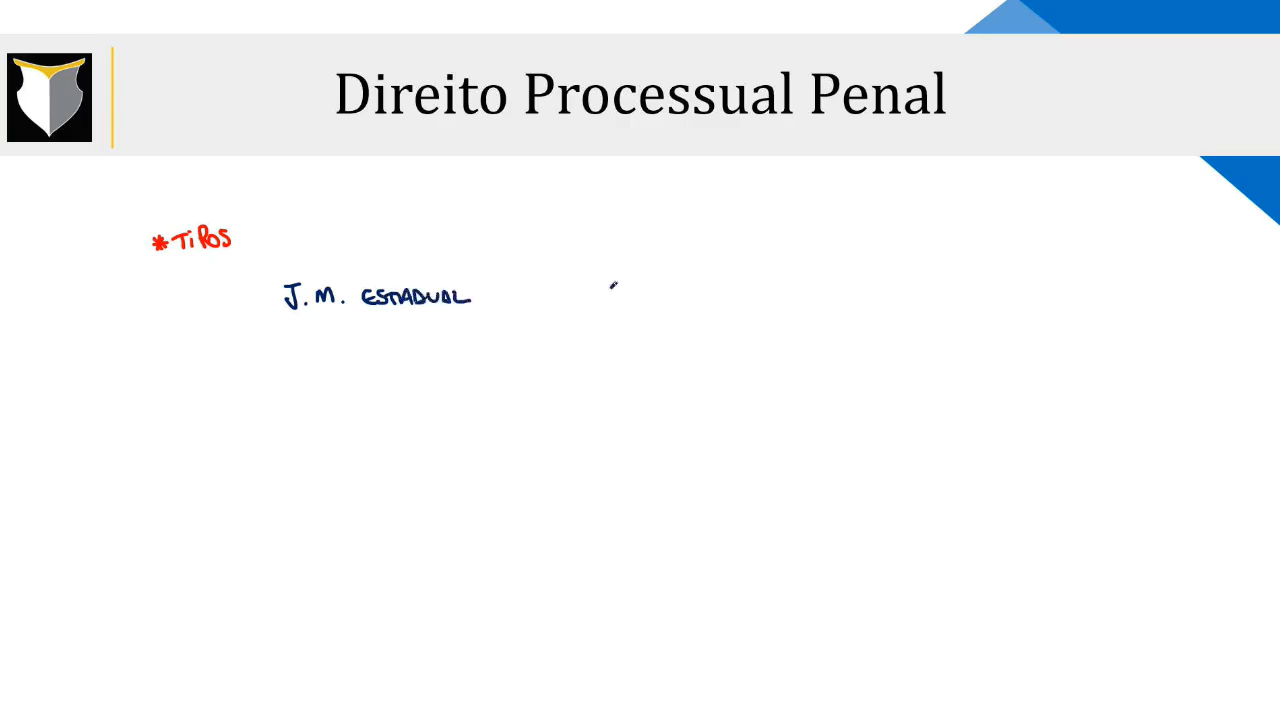 Direito Processual Penal
* TIPOS
J. M. ESTADUAL